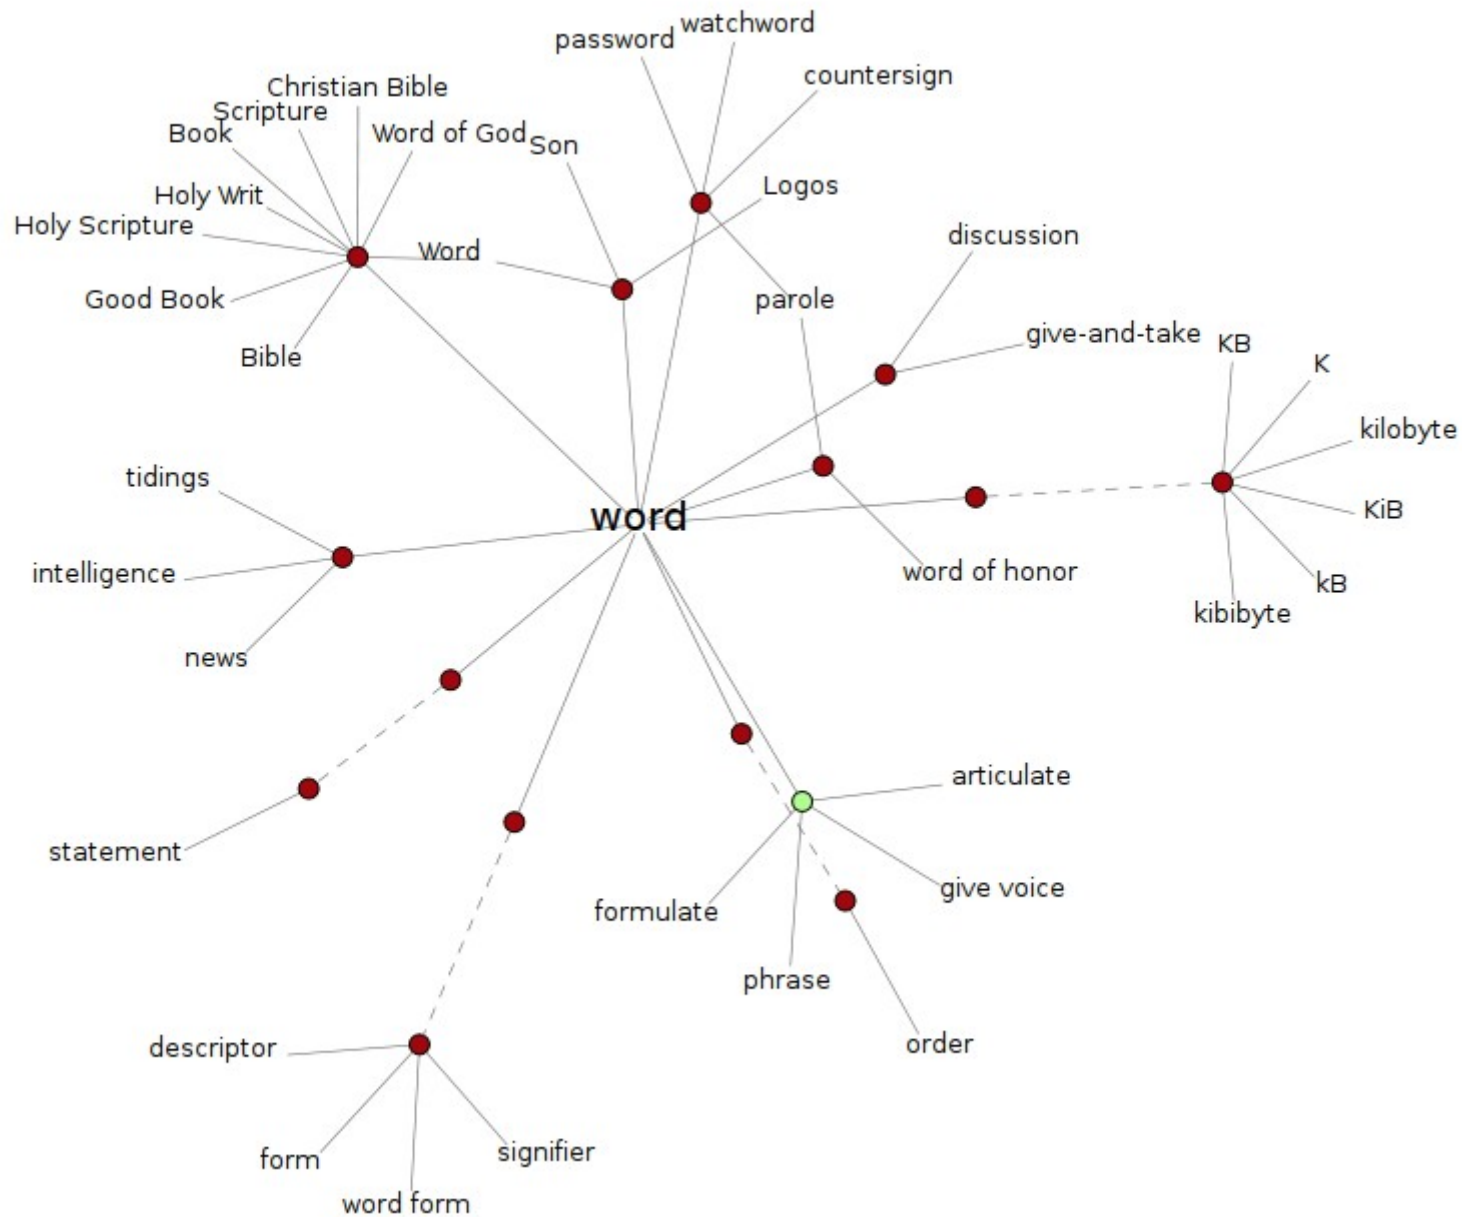 watchword
password
countersign
Christian Bible
Scripture
Book
Word of God
Son
Holy Writ
Logos
Holy Scripture
discussion
Word
Good Book
parole
give-and-take
KB
Bible
K
kilobyte
tidings
word
KiB
intelligence
word of honor
kB
kibibyte
news
articulate
statement
give voice
formulate
phrase
order
descriptor
signifier
form
word form